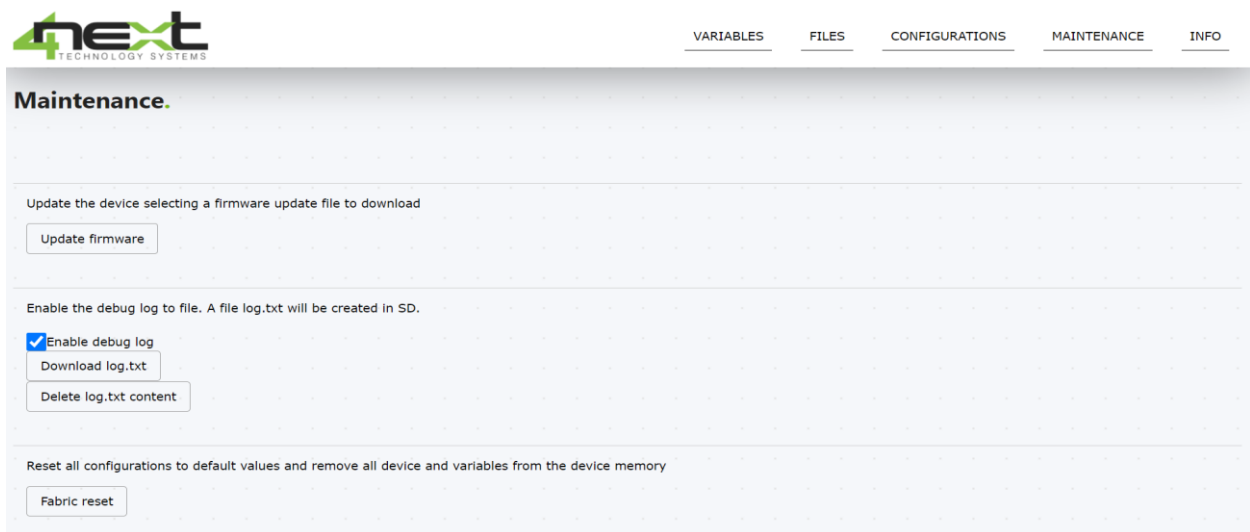 4next
TECHNOLOGY SYSTEMS
VARIABLES FILES CONFIGURATIONS MAINTENANCE INFO
Maintenance.
Update the device selecting a firmware update file to download
Update firmware
Enable the debug log to file. A file log.txt will be created in SD.
Enable debug log
Download log.txt
Delete log.txt content
Reset all configurations to default values and remove all device and variables from the device memory
Fabric reset